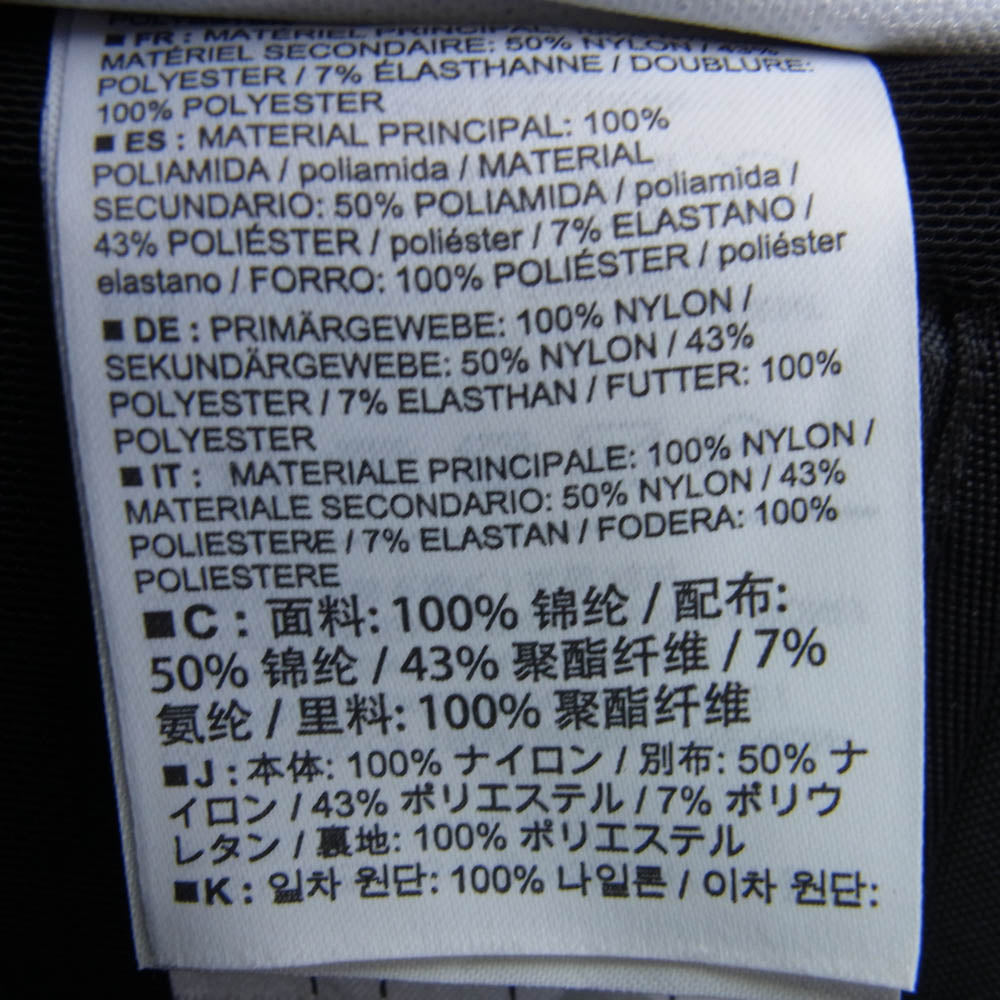 ■ FR : MATÉRIEL PRINCIPAL
MATÉRIEL SECONDAIRE: 50% NYLON / 43%
POLYESTER / 7% ÉLASTHANNE / DOUBLURE:
100% POLYESTER
■ ES : MATERIAL PRINCIPAL: 100%
POLIAMIDA / poliamida / MATERIAL
SECUNDARIO: 50% POLIAMIDA / poliamida /
43% POLIÉSTER / poliéster / 7% ELASTANO /
elastano / FORRO: 100% POLIÉSTER / poliéster
■ DE : PRIMÄRGEWEBE: 100% NYLON /
SEKUNDÄRGEWEBE: 50% NYLON / 43%
POLYESTER / 7% ELASTHAN / FUTTER: 100%
POLYESTER
■ IT : MATERIALE PRINCIPALE: 100% NYLON /
MATERIALE SECONDARIO: 50% NYLON / 43%
POLIESTERE / 7% ELASTAN / FODERA: 100%
POLIESTERE
■ C : 面料: 100% 锦纶 / 配布:
50% 锦纶 / 43% 聚酯纤维 / 7%
氨纶 / 里料: 100% 聚酯纤维
■ J : 本体: 100% ナイロン / 別布: 50% ナ
イロン / 43% ポリエステル / 7% ポリウ
レタン / 裏地: 100% ポリエステル
■ K : 일차 원단: 100% 나일론 / 이차 원단: